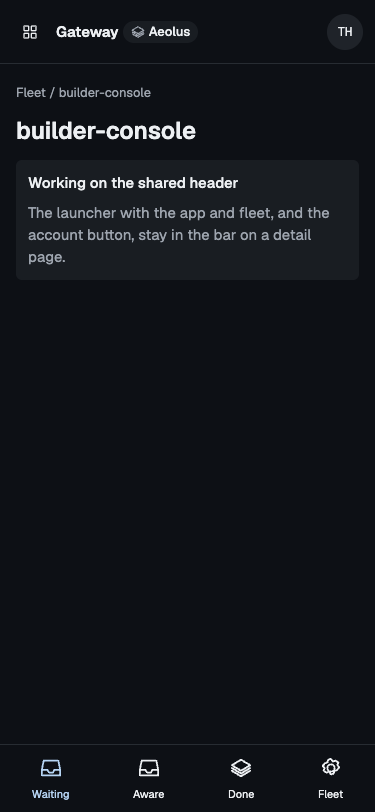 Gateway Aeolus TH
Fleet / builder-console
builder-console
Working on the shared header
The launcher with the app and fleet, and the
account button, stay in the bar on a detail
page.
Waiting Aware Done Fleet